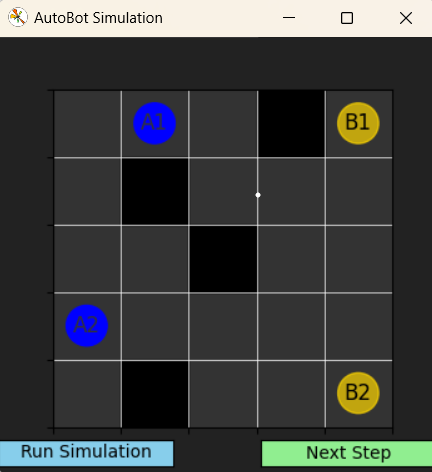 AutoBot Simulation
A1
B1
A2
B2
Run Simulation
Next Step